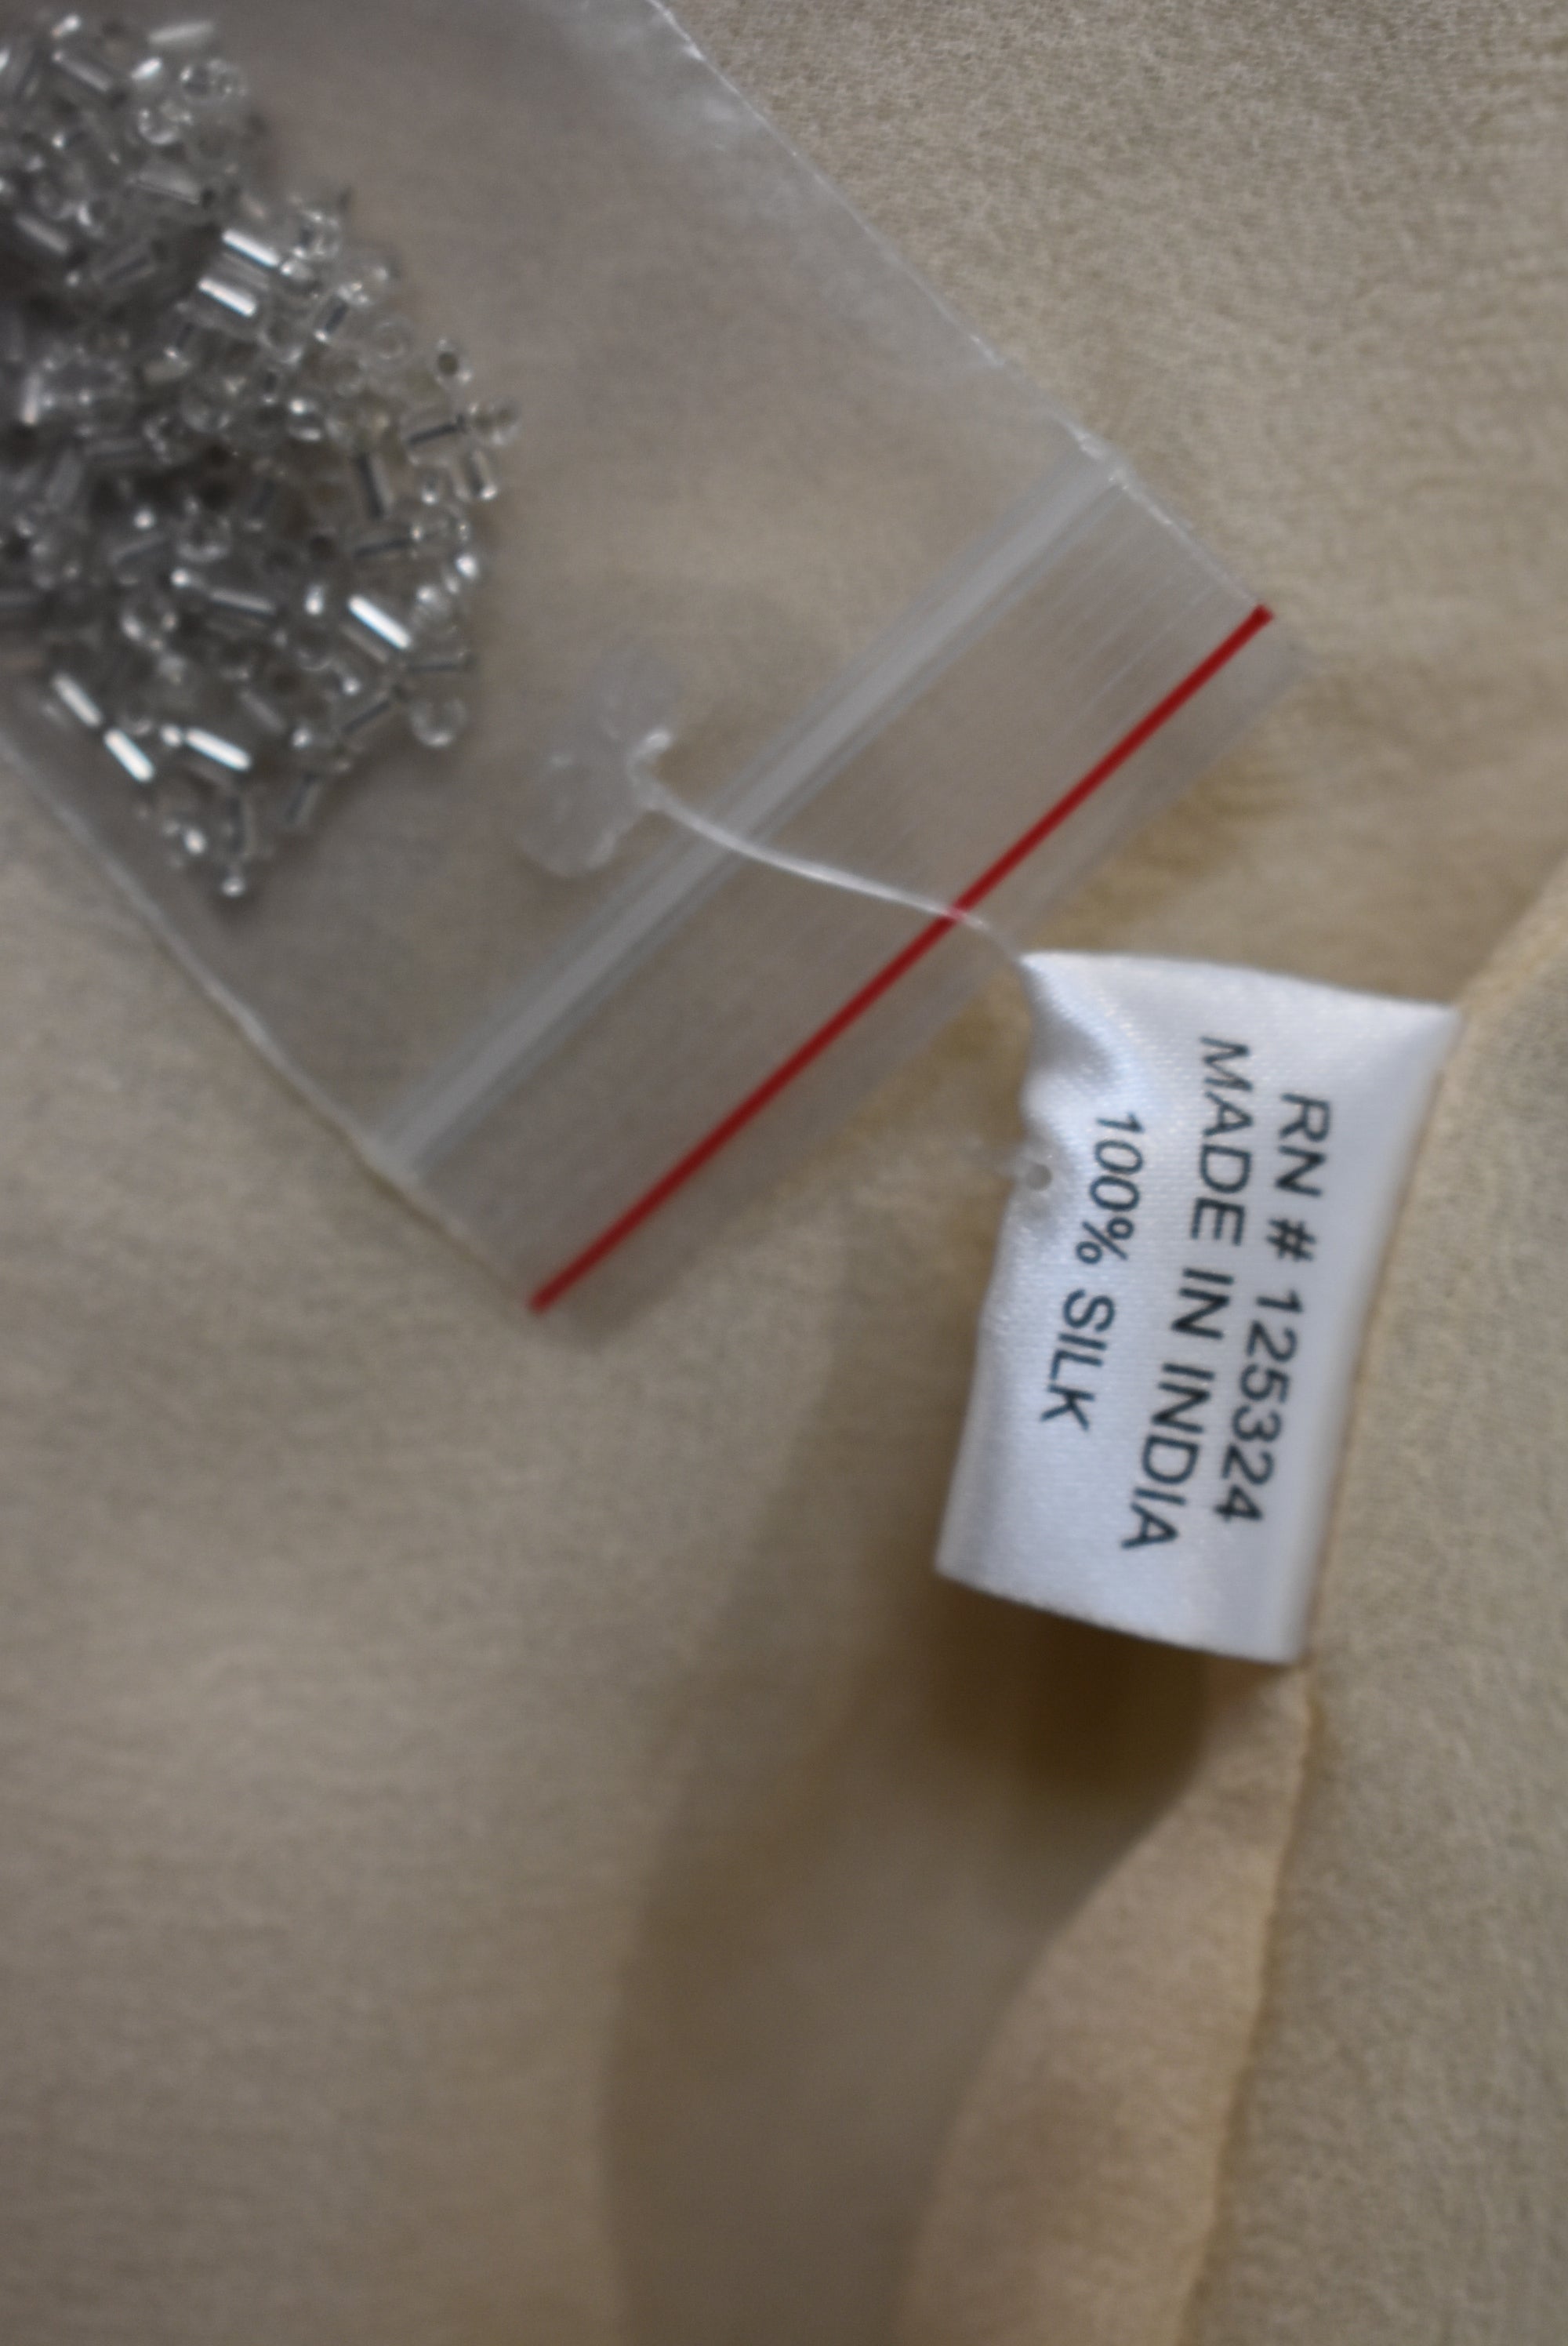 RN # 125324
MADE IN INDIA
100% SILK